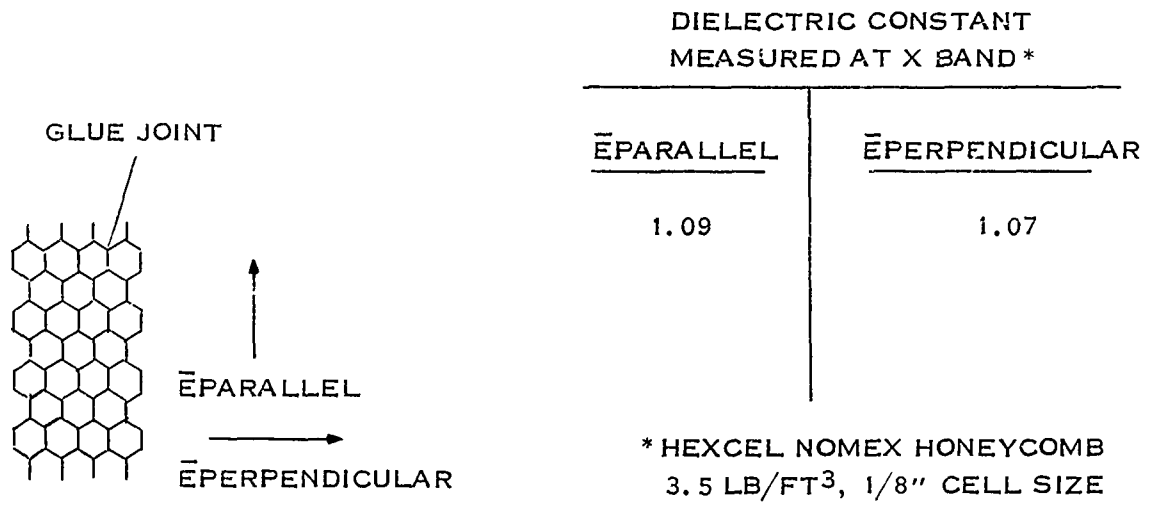 GLUE JOINT
ĒPARALLEL
ĒPERPENDICULAR
DIELECTRIC CONSTANT
MEASURED AT X BAND*
ĒPARALLEL ĒPERPENDICULAR
1.09 1.07
*HEXCEL NOMEX HONEYCOMB
3.5 LB/FT³, 1/8" CELL SIZE